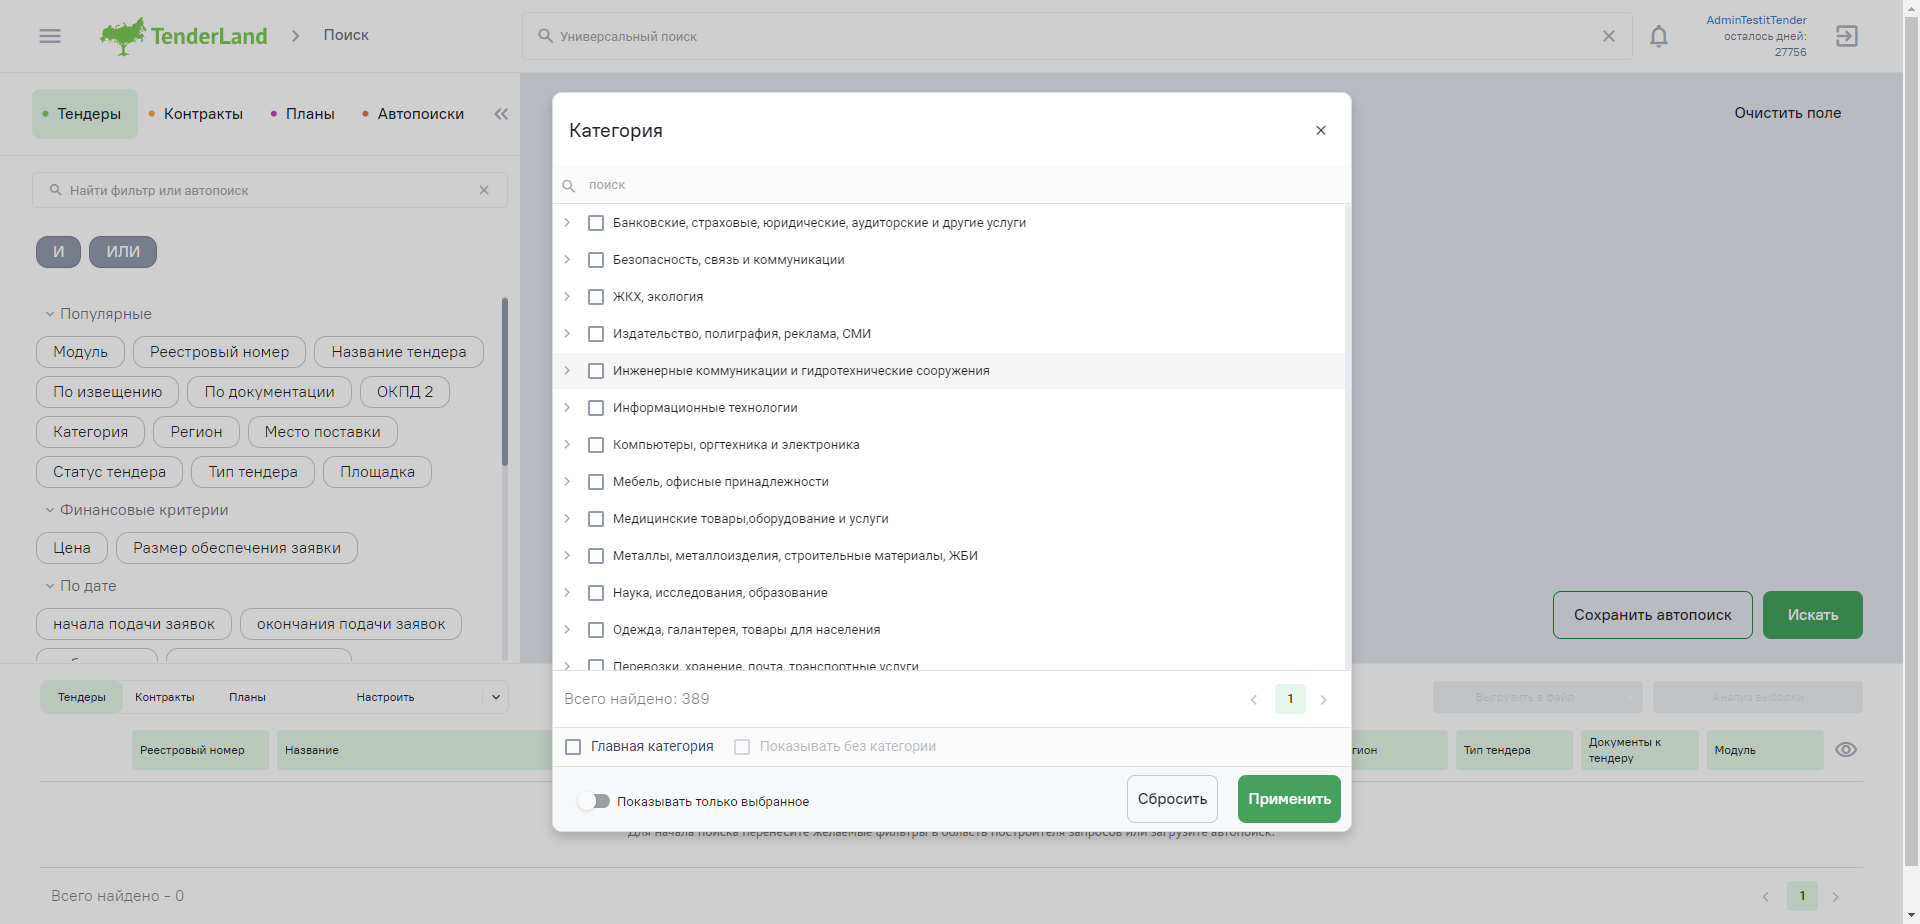 TenderLand
Поиск
Универсальный поиск
AdminTestitTender
осталось дней:
27756
Тендеры
Контракты
Планы
Автопоиски
Очистить поле
Найти фильтр или автопоиск
И
ИЛИ
Популярные
Модуль
Реестровый номер
Название тендера
По извещению
По документации
ОКПД 2
Категория
Регион
Место поставки
Статус тендера
Тип тендера
Площадка
Финансовые критерии
Цена
Размер обеспечения заявки
По дате
начала подачи заявок
окончания подачи заявок
Категория
поиск
Банковские, страховые, юридические, аудиторские и другие услуги
Безопасность, связь и коммуникации
ЖКХ, экология
Издательство, полиграфия, реклама, СМИ
Инженерные коммуникации и гидротехнические сооружения
Информационные технологии
Компьютеры, оргтехника и электроника
Мебель, офисные принадлежности
Медицинские товары,оборудование и услуги
Металлы, металлоизделия, строительные материалы, ЖБИ
Наука, исследования, образование
Одежда, галантерея, товары для населения
Перевозки, хранение, почта, транспортные услуги
Всего найдено: 389
1
Главная категория
Показывать без категории
Показывать только выбранное
Сбросить
Применить
Сохранить автопоиск
Искать
Тендеры
Контракты
Планы
Настроить
Выгрузить в файл
Анализ выборки
Реестровый номер
Название
гион
Тип тендера
Документы к
тендеру
Модуль
Для начала поиска перенесите желаемые фильтры в область построителя запросов или загрузите автопоиск.
Всего найдено - 0
1